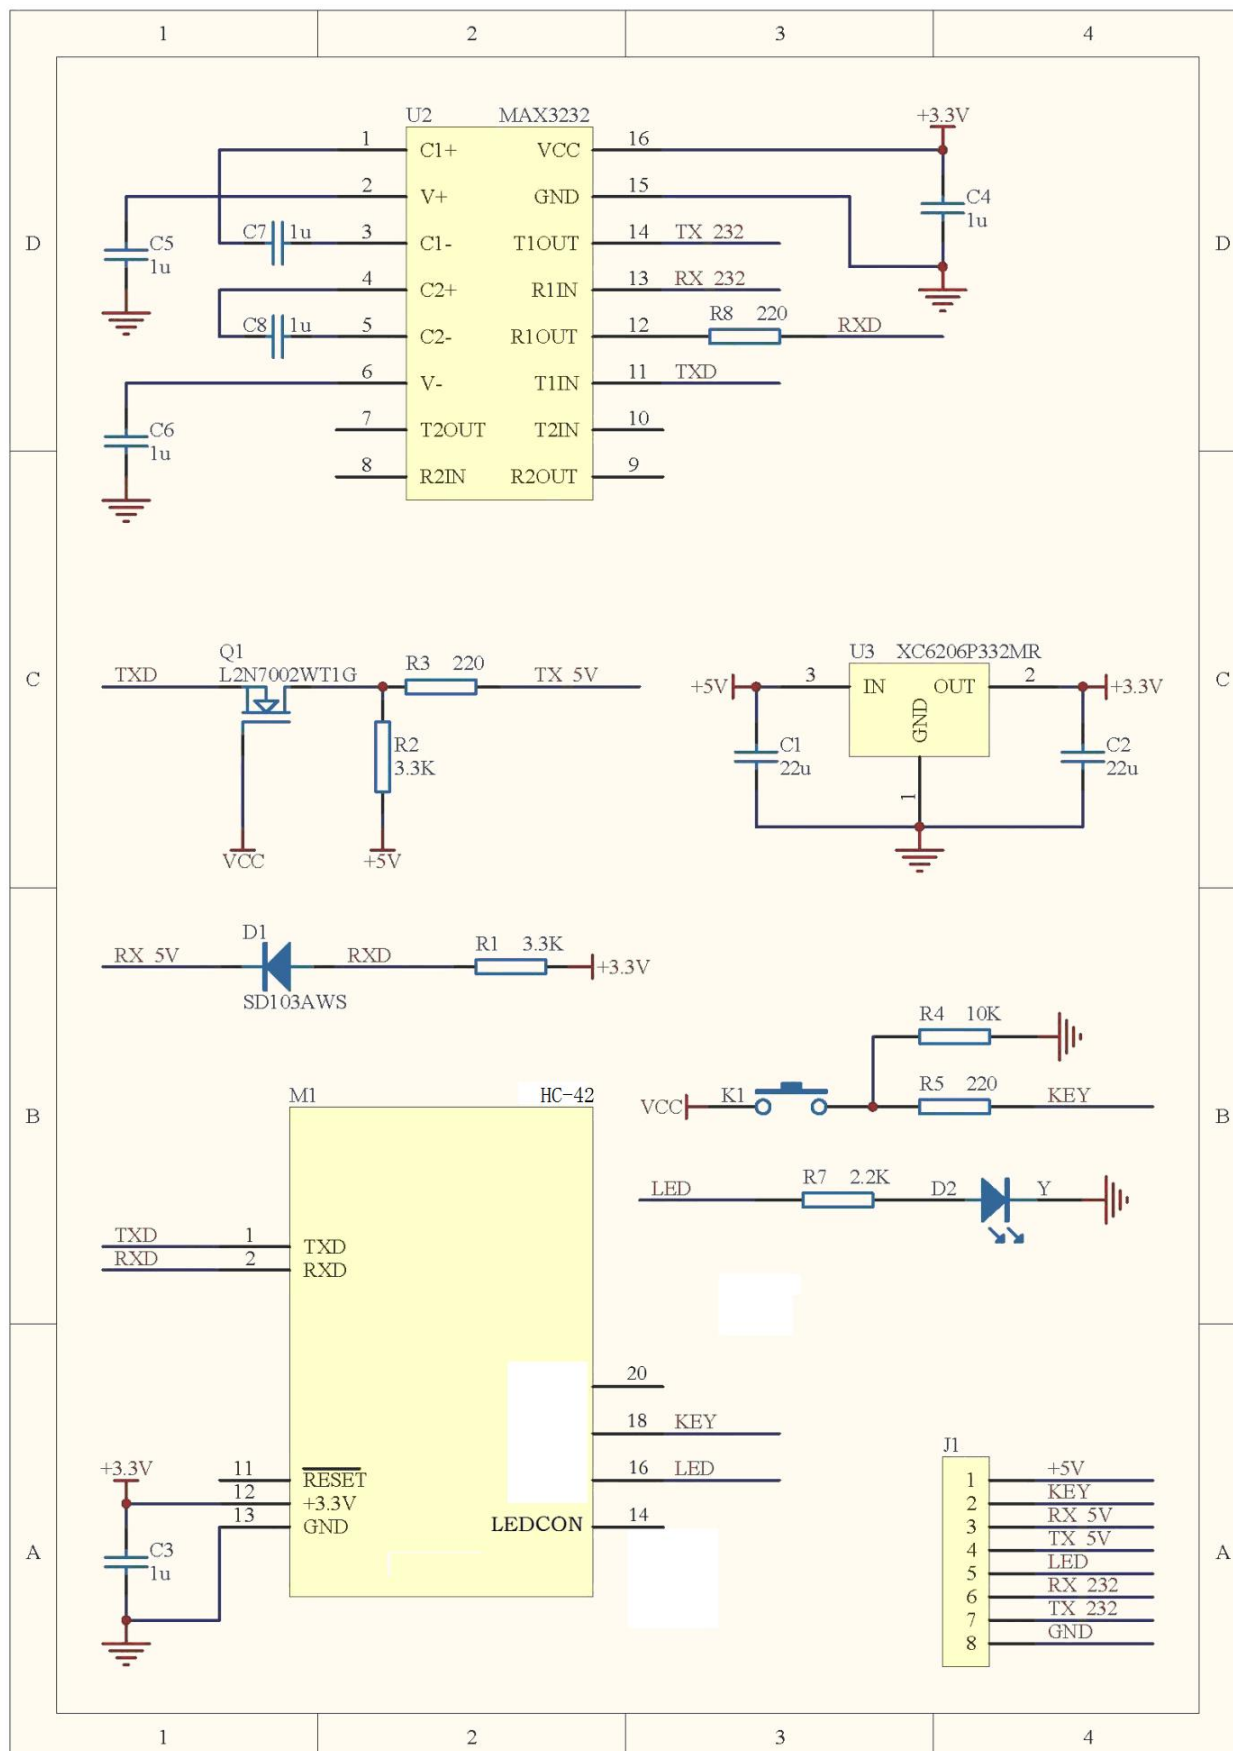 1 2 3 4
D D
U2 MAX3232
1 C1+ VCC 16
2 V+ GND 15
3 C1- T1OUT 14 TX 232
4 C2+ R1IN 13 RX 232
5 C2- R1OUT 12 R8 220 RXD
6 V- T1IN 11 TXD
7 T2OUT T2IN 10
8 R2IN R2OUT 9
C7 1u
C8 1u
C5
1u
C6
1u
+3.3V
C4
1u
C C
TXD
Q1
L2N7002WT1G
R3 220
TX 5V
R2
3.3K
VCC
+5V
U3 XC6206P332MR
+5V 3 IN OUT 2 +3.3V
GND
1
C1
22u
C2
22u
B B
RX 5V
D1
SD103AWS
RXD
R1 3.3K
+3.3V
R4 10K
VCC K1 R5 220 KEY
LED R7 2.2K D2 Y
M1 HC-42
TXD 1 TXD
RXD 2 RXD
20
18 KEY
16 LED
LEDCON 14
A A
+3.3V
11 RESET
12 +3.3V
13 GND
C3
1u
J1
1 +5V
2 KEY
3 RX 5V
4 TX 5V
5 LED
6 RX 232
7 TX 232
8 GND
1 2 3 4